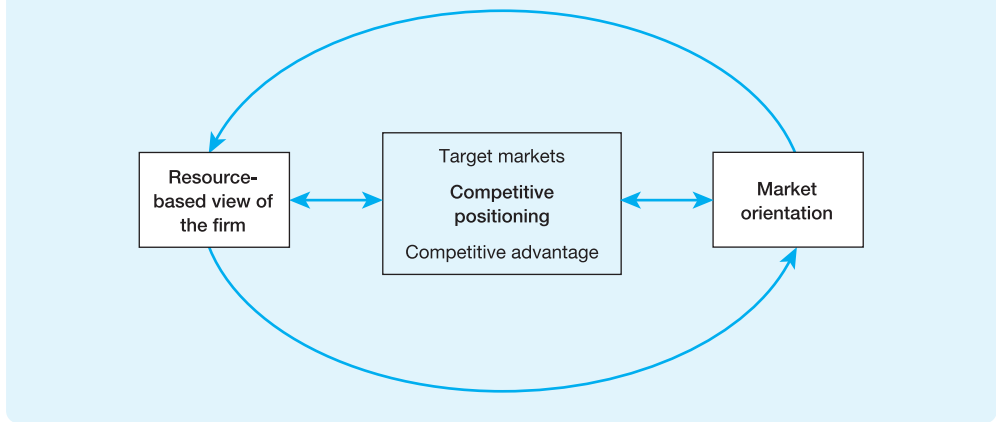 Resource-
based view of
the firm
Target markets
Competitive
positioning
Competitive advantage
Market
orientation